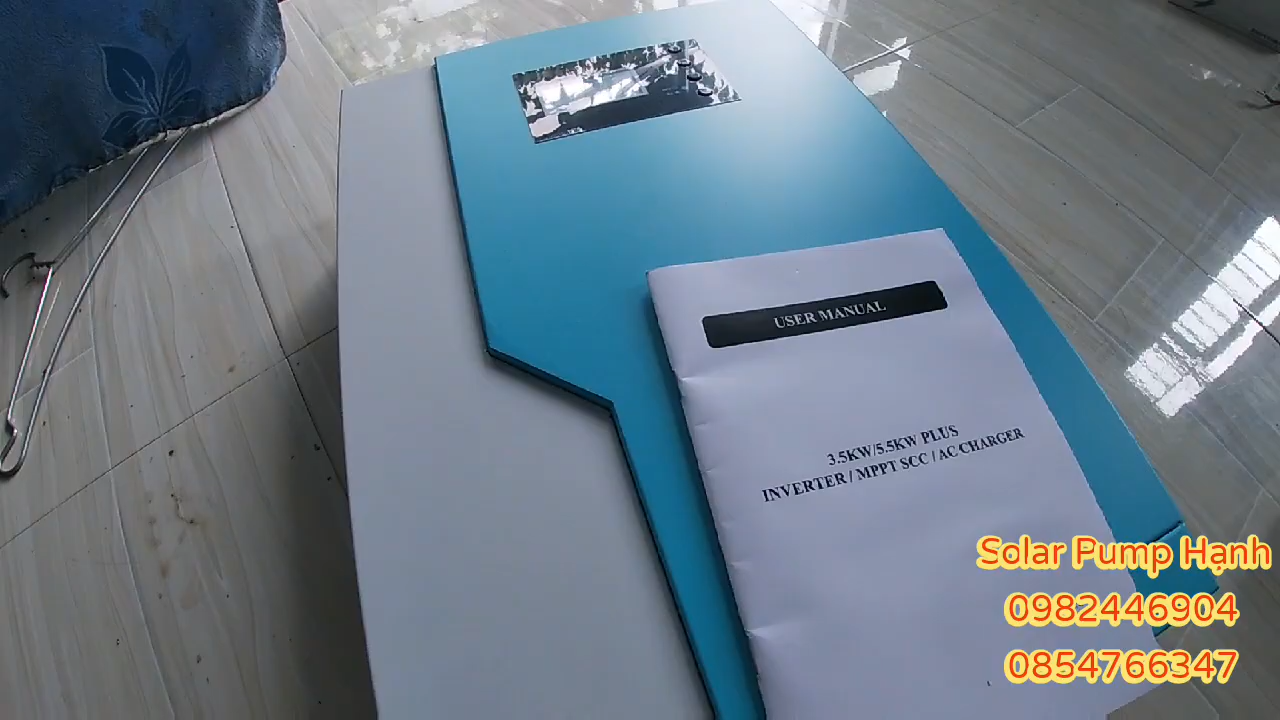 USER MANUAL
3.5KW/5.5KW PLUS
INVERTER / MPPT SCC / AC CHARGER
Solar Pump Hạnh
0982446904
0854766347